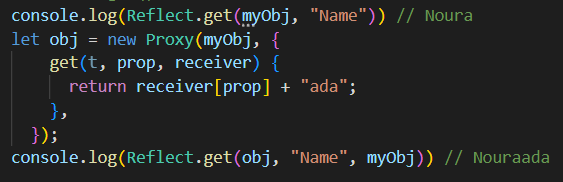 console.log(Reflect.get(myObj, "Name")) // Noura
let obj = new Proxy(myObj, {
    get(t, prop, receiver) {
      return receiver[prop] + "ada";
    },
  });
console.log(Reflect.get(obj, "Name", myObj)) // Nouraada